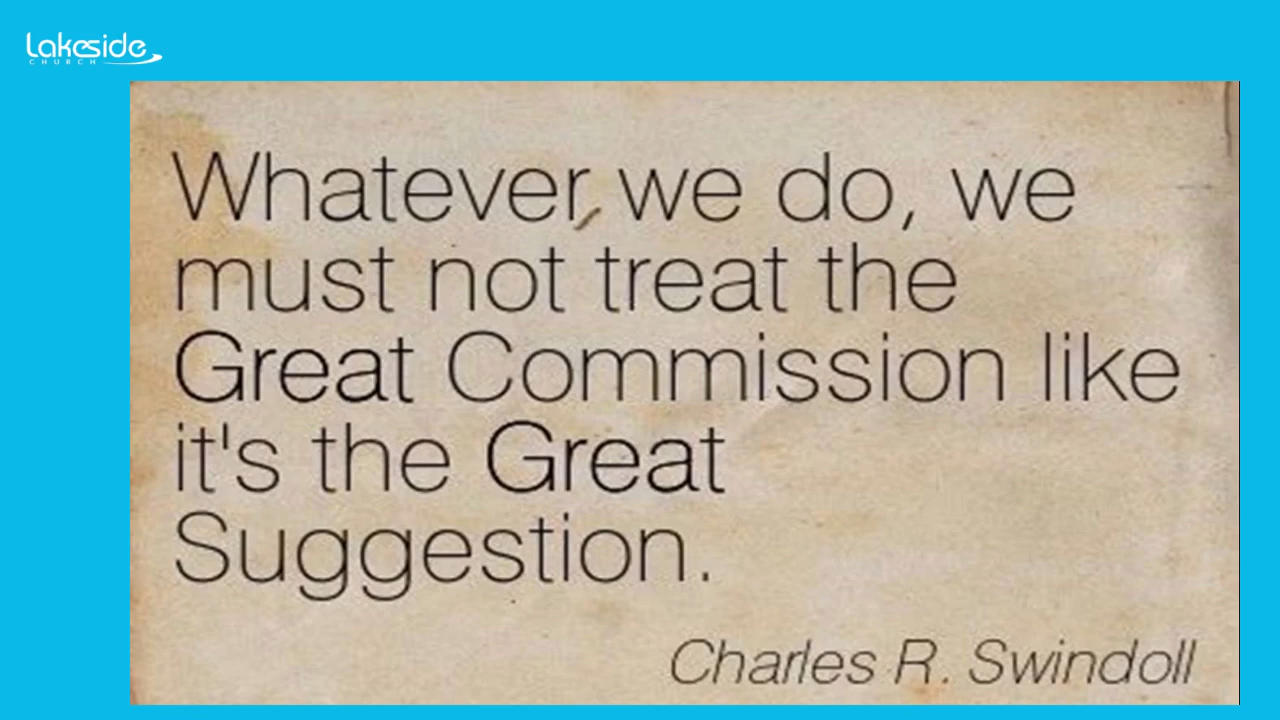 Lakeside
CHURCH
Whatever we do, we
must not treat the
Great Commission like
it's the Great
Suggestion.
Charles R. Swindoll